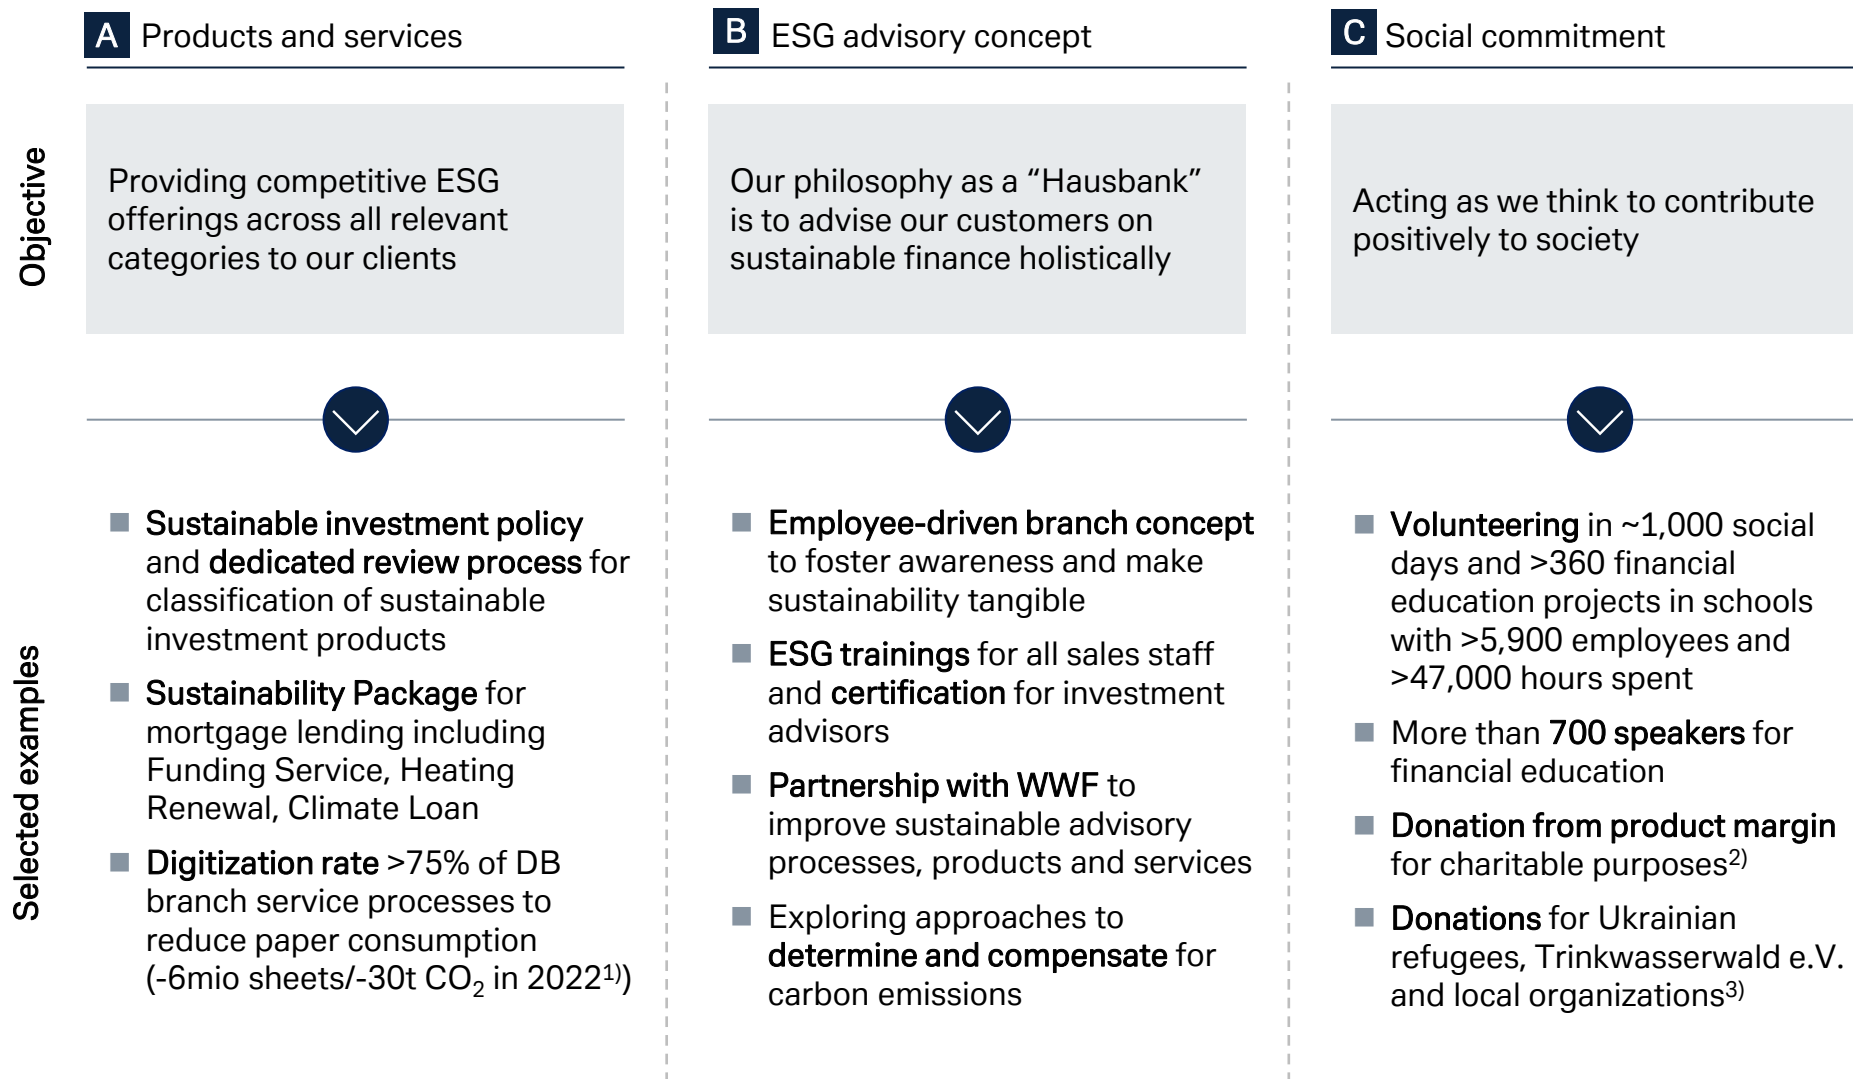 A Products and services
Objective
Providing competitive ESG
offerings across all relevant
categories to our clients
Selected examples
Sustainable investment policy
and dedicated review process for
classification of sustainable
investment products
Sustainability Package for
mortgage lending including
Funding Service, Heating
Renewal, Climate Loan
Digitization rate >75% of DB
branch service processes to
reduce paper consumption
(-6mio sheets/-30t CO₂ in 2022¹⁾)
B ESG advisory concept
Our philosophy as a “Hausbank”
is to advise our customers on
sustainable finance holistically
Employee-driven branch concept
to foster awareness and make
sustainability tangible
ESG trainings for all sales staff
and certification for investment
advisors
Partnership with WWF to
improve sustainable advisory
processes, products and services
Exploring approaches to
determine and compensate for
carbon emissions
C Social commitment
Acting as we think to contribute
positively to society
Volunteering in ~1,000 social
days and >360 financial
education projects in schools
with >5,900 employees and
>47,000 hours spent
More than 700 speakers for
financial education
Donation from product margin
for charitable purposes²⁾
Donations for Ukrainian
refugees, Trinkwasserwald e.V.
and local organizations³⁾